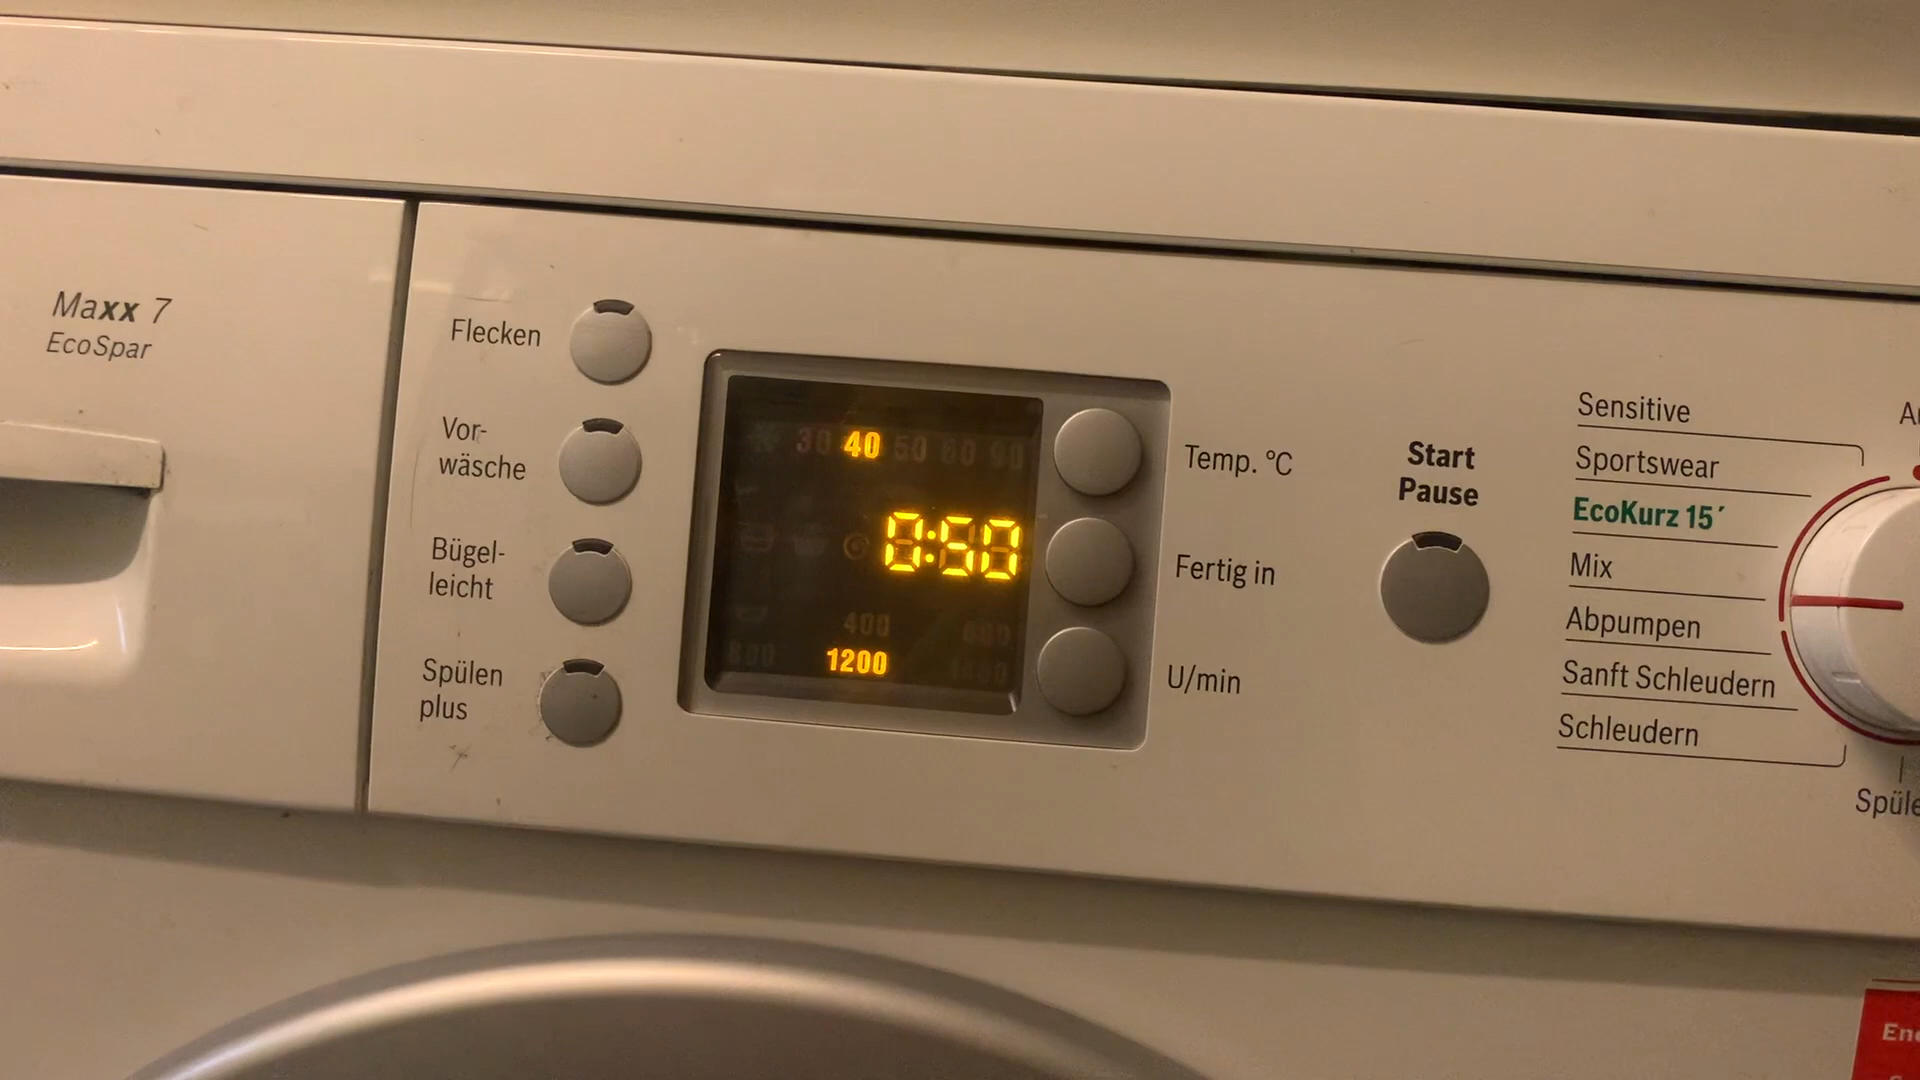 Maxx 7
EcoSpar
Flecken
Vor-
wäsche
Bügel-
leicht
Spülen
plus
30 40 50 60 90
0:50
400
800 1200
Temp. °C
Fertig in
U/min
Start
Pause
Sensitive
Sportswear
EcoKurz 15′
Mix
Abpumpen
Sanft Schleudern
Schleudern